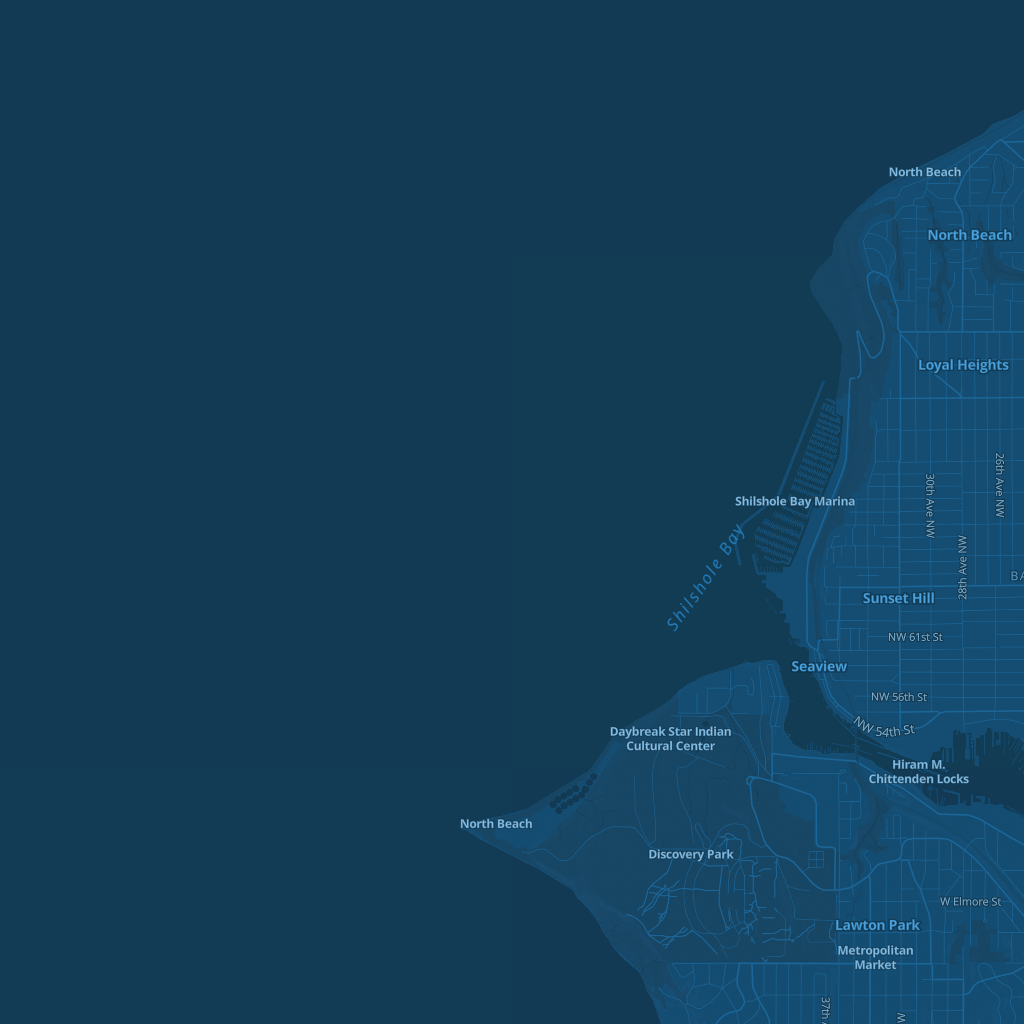 North Beach
North Beach
Loyal Heights
26th Ave NW
30th Ave NW
Shilshole Bay Marina
Shilshole Bay
28th Ave NW
BA
Sunset Hill
NW 61st St
Seaview
NW 56th St
NW 54th St
Daybreak Star Indian
Cultural Center
Hiram M.
Chittenden Locks
North Beach
Discovery Park
W Elmore St
Lawton Park
Metropolitan
Market
37th
W